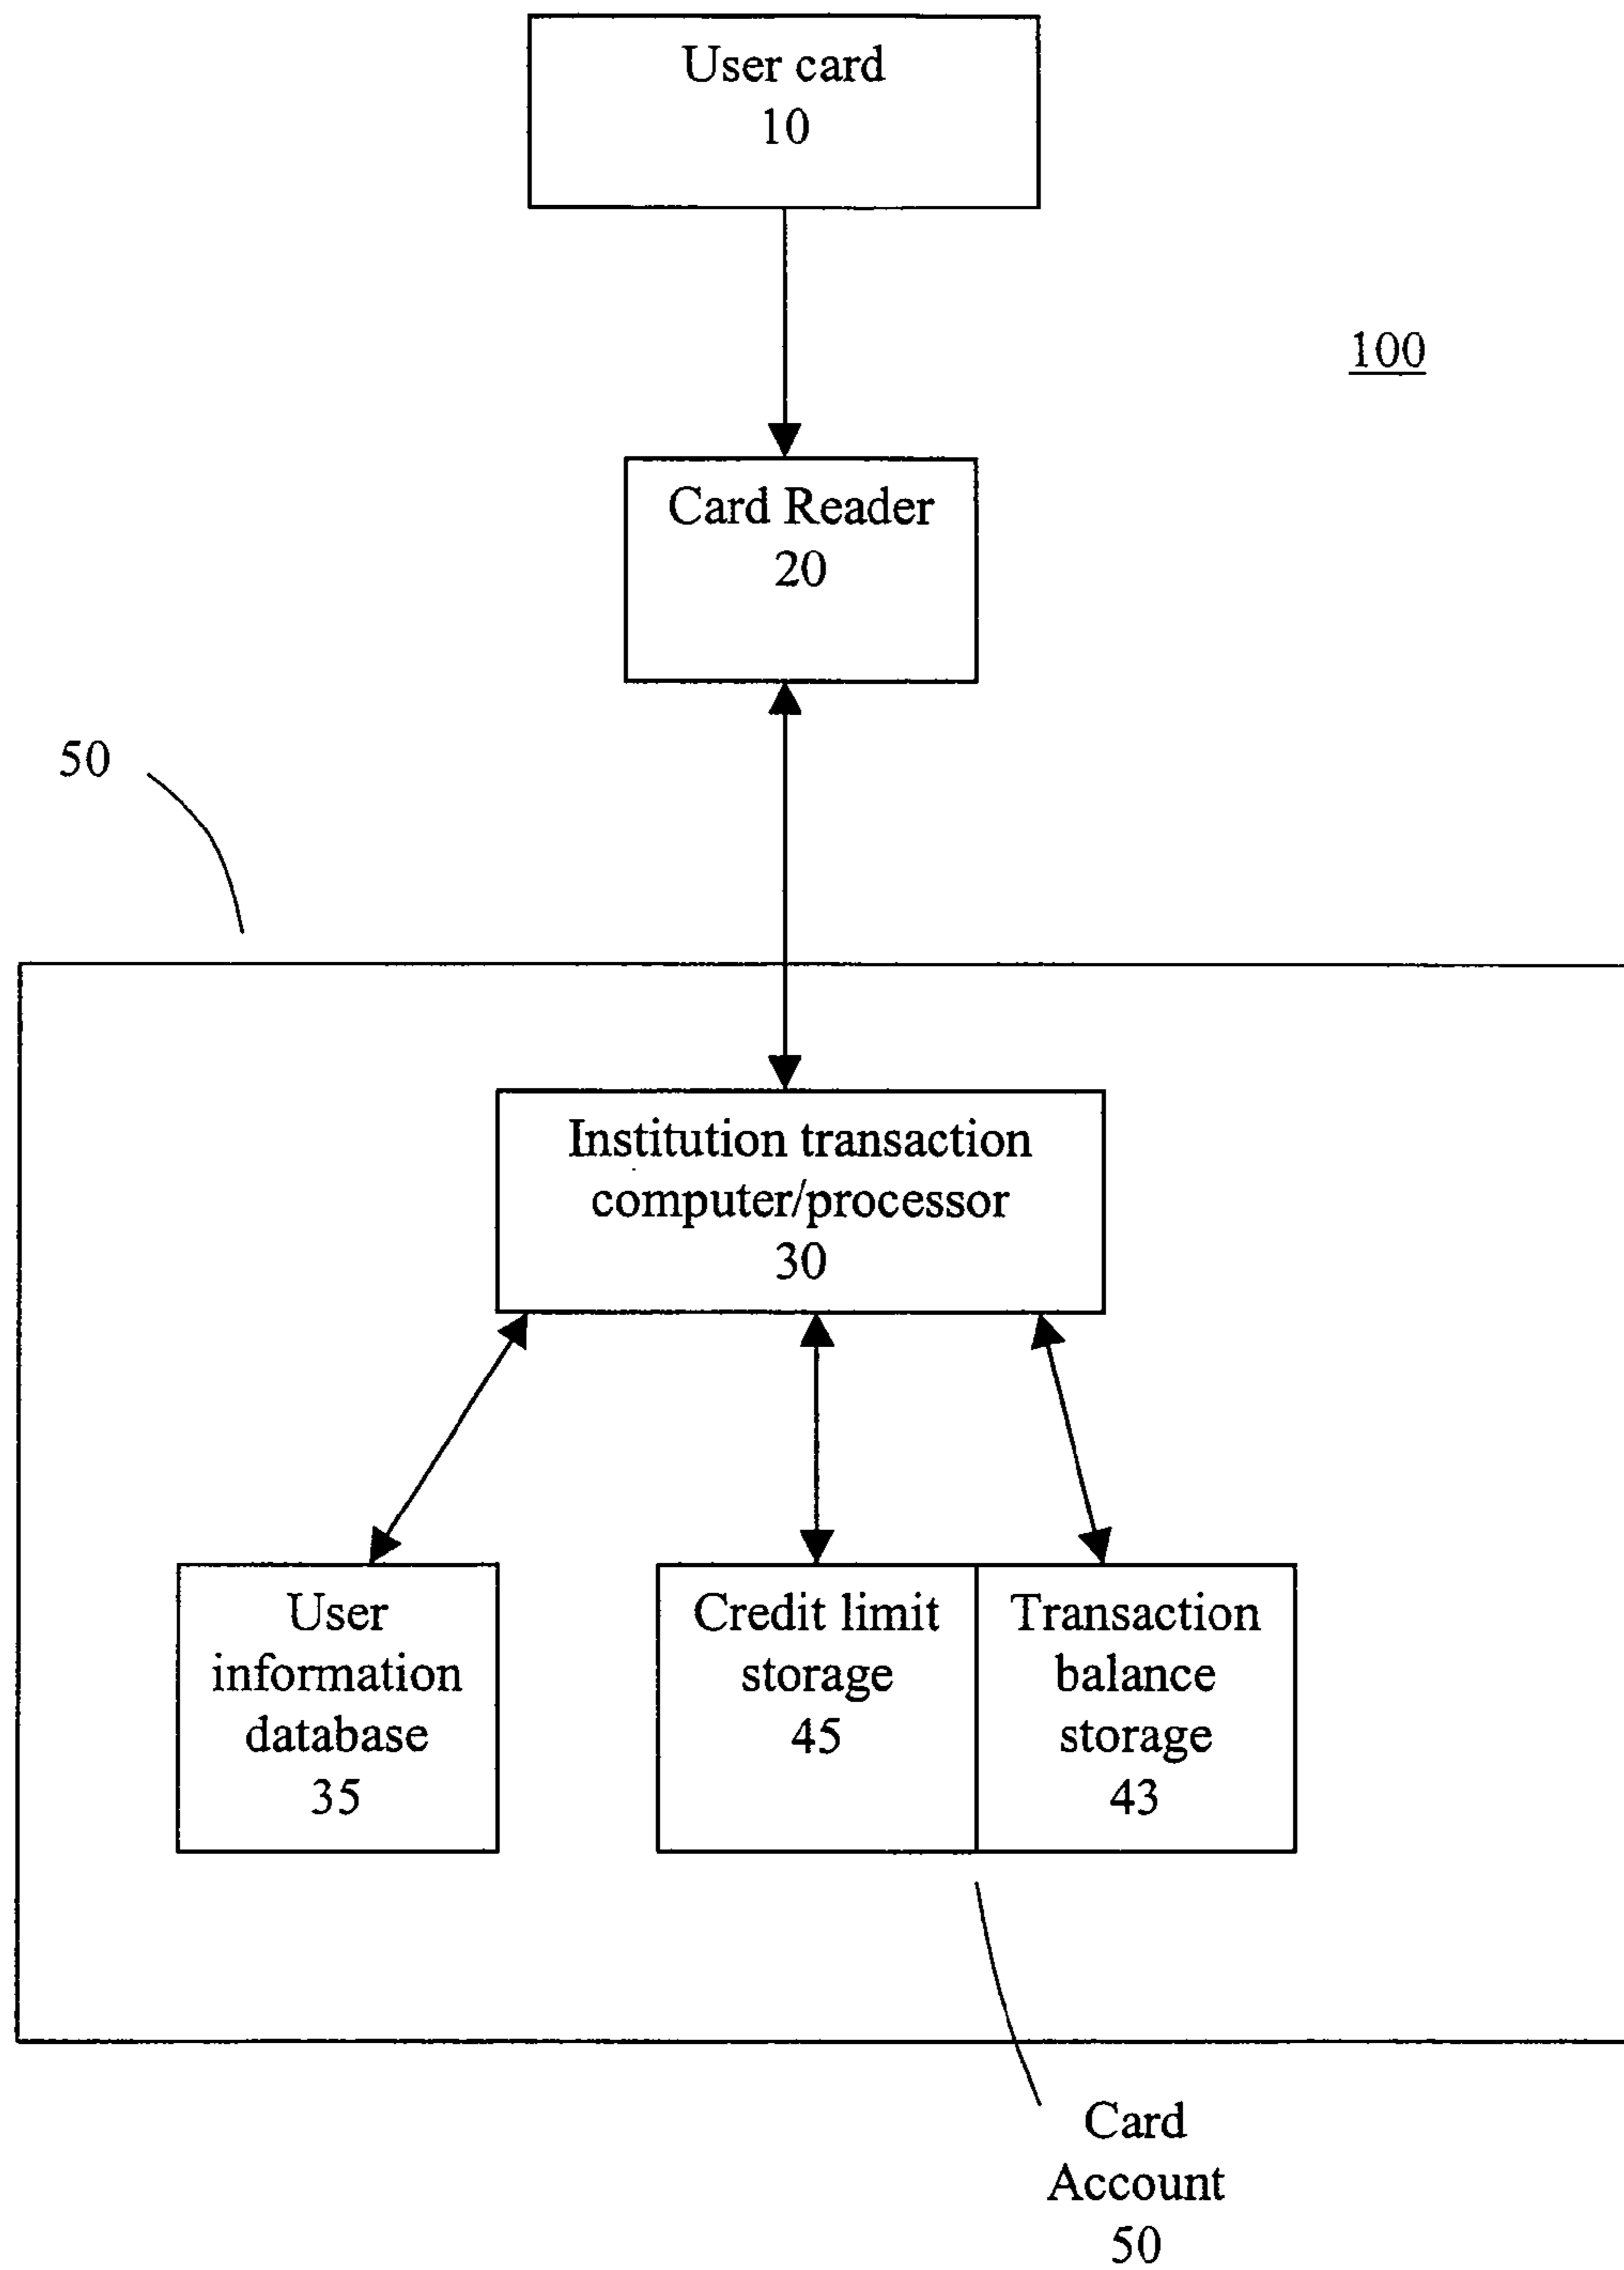 User card
10
100
Card Reader
20
50
Institution transaction
computer/processor
30
User
information
database
35
Credit limit
storage
45
Transaction
balance
storage
43
Card
Account
50